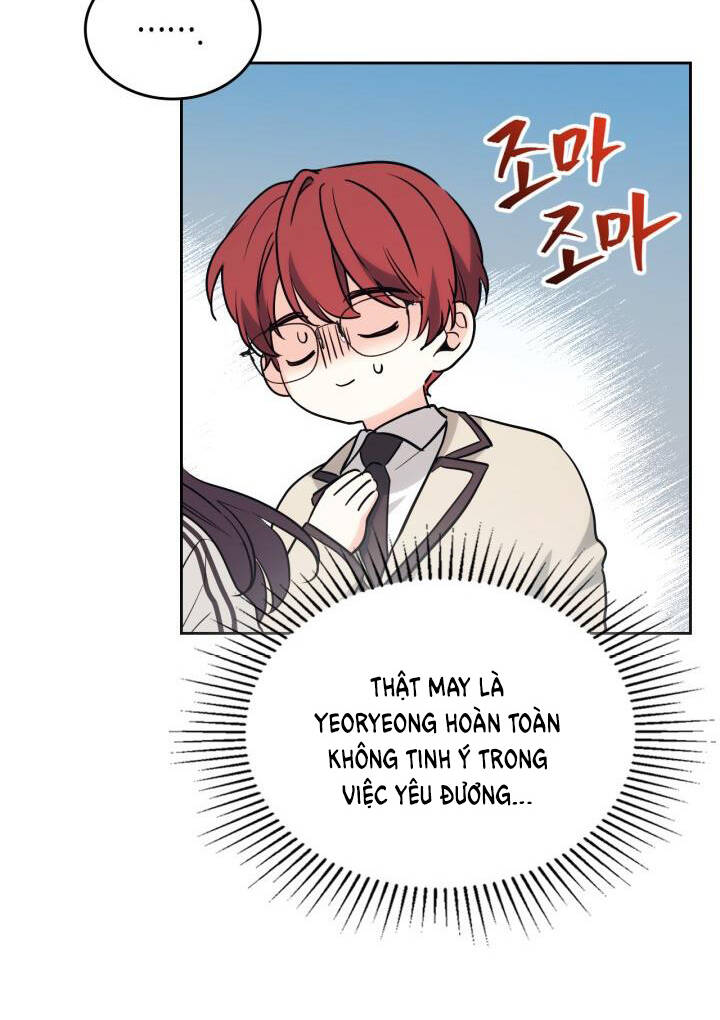 .......
조마
조마
THẬT MAY LÀ
YEORYEONG HOÀN TOÀN
KHÔNG TINH Ý TRONG
VIỆC YÊU ĐƯƠNG...